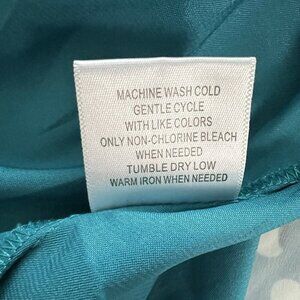 MACHINE WASH COLD
GENTLE CYCLE
WITH LIKE COLORS
ONLY NON-CHLORINE BLEACH
WHEN NEEDED
TUMBLE DRY LOW
WARM IRON WHEN NEEDED